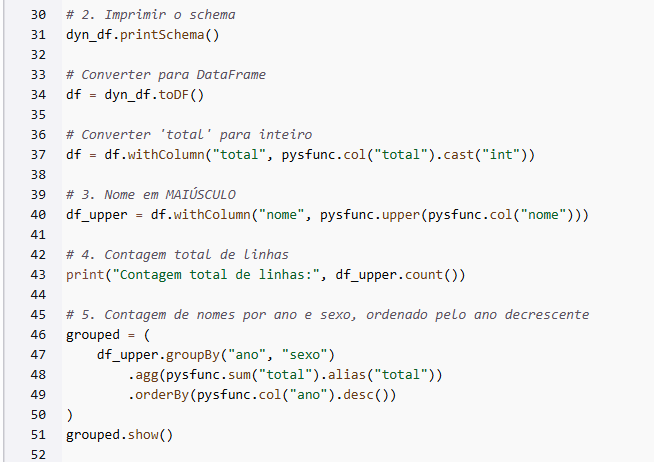 30 # 2. Imprimir o schema
31 dyn_df.printSchema()
32
33 # Converter para DataFrame
34 df = dyn_df.toDF()
35
36 # Converter 'total' para inteiro
37 df = df.withColumn("total", pysfunc.col("total").cast("int"))
38
39 # 3. Nome em MAIÚSCULO
40 df_upper = df.withColumn("nome", pysfunc.upper(pysfunc.col("nome")))
41
42 # 4. Contagem total de linhas
43 print("Contagem total de linhas:", df_upper.count())
44
45 # 5. Contagem de nomes por ano e sexo, ordenado pelo ano decrescente
46 grouped = (
47     df_upper.groupBy("ano", "sexo")
48         .agg(pysfunc.sum("total").alias("total"))
49         .orderBy(pysfunc.col("ano").desc())
50 )
51 grouped.show()
52